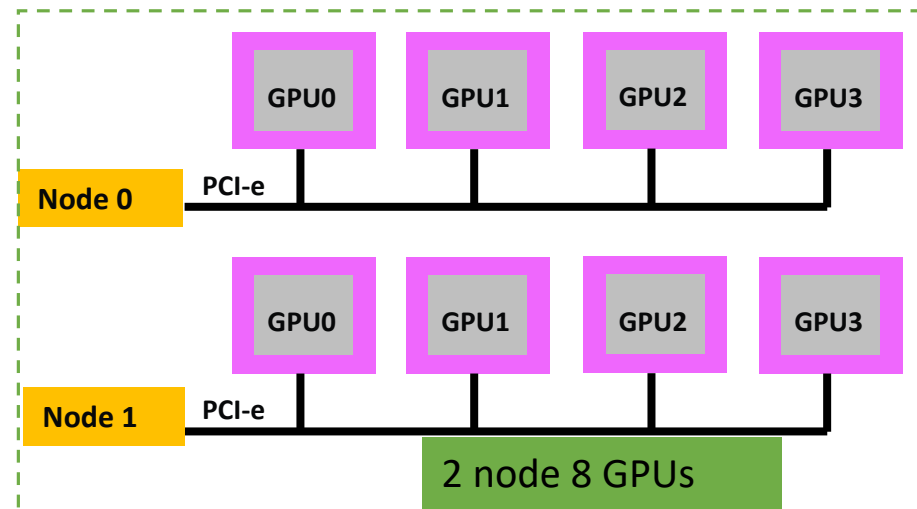 GPU0
GPU1
GPU2
GPU3
PCI-e
Node 0
GPU0
GPU1
GPU2
GPU3
PCI-e
Node 1
2 node 8 GPUs